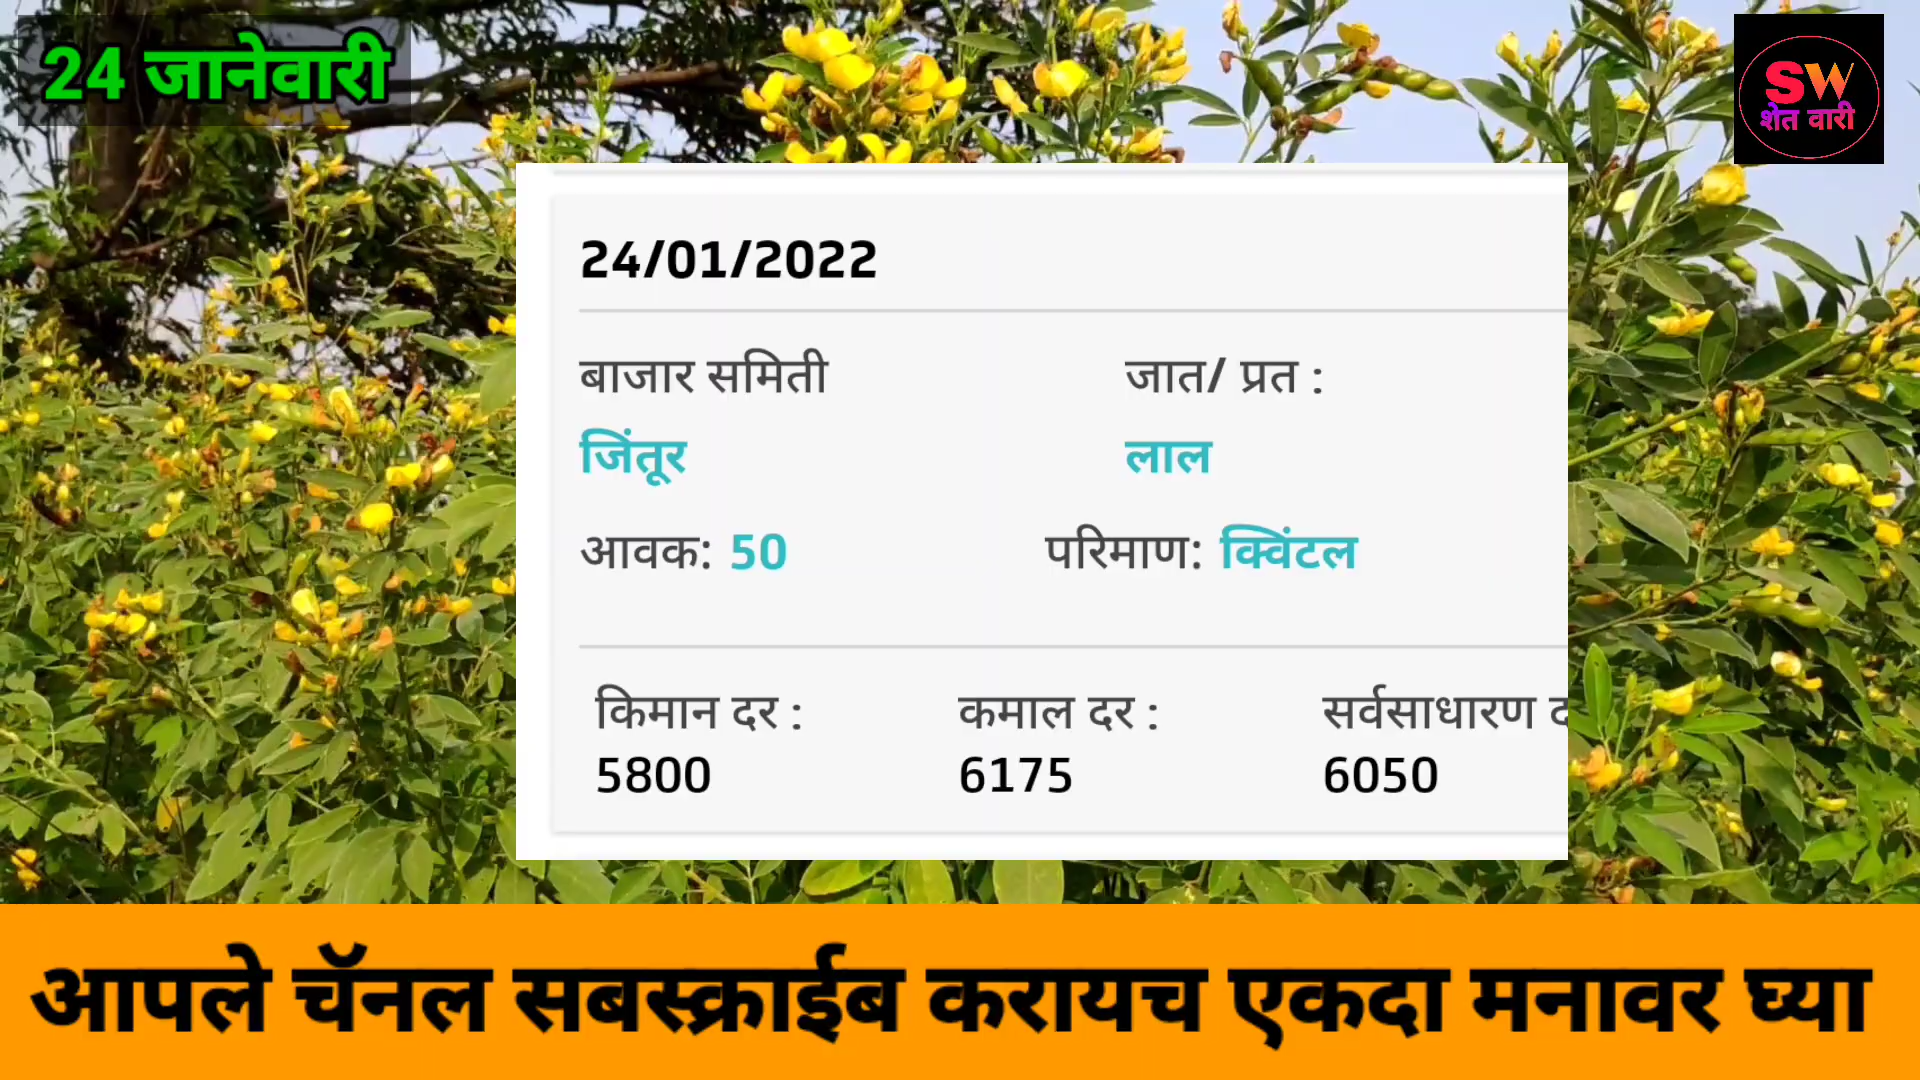 24 जानेवारी
SW
शेत वारी
24/01/2022
बाजार समिती जात/ प्रत :
जिंतूर लाल
आवक: 50 परिमाण: क्विंटल
किमान दर : कमाल दर : सर्वसाधारण द
5800 6175 6050
आपले चॅनल सबस्क्राईब करायच एकदा मनावर घ्या